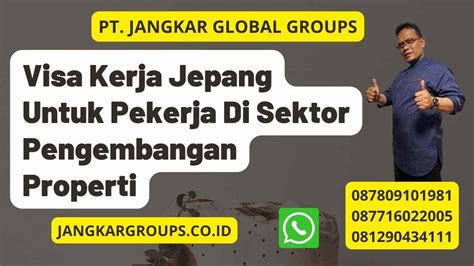 PT. JANGKAR GLOBAL GROUPS
Visa Kerja Jepang
Untuk Pekerja Di Sektor
Pengembangan
Properti
JANGKARGROUPS.CO.ID
087809101981
087716022005
081290434111